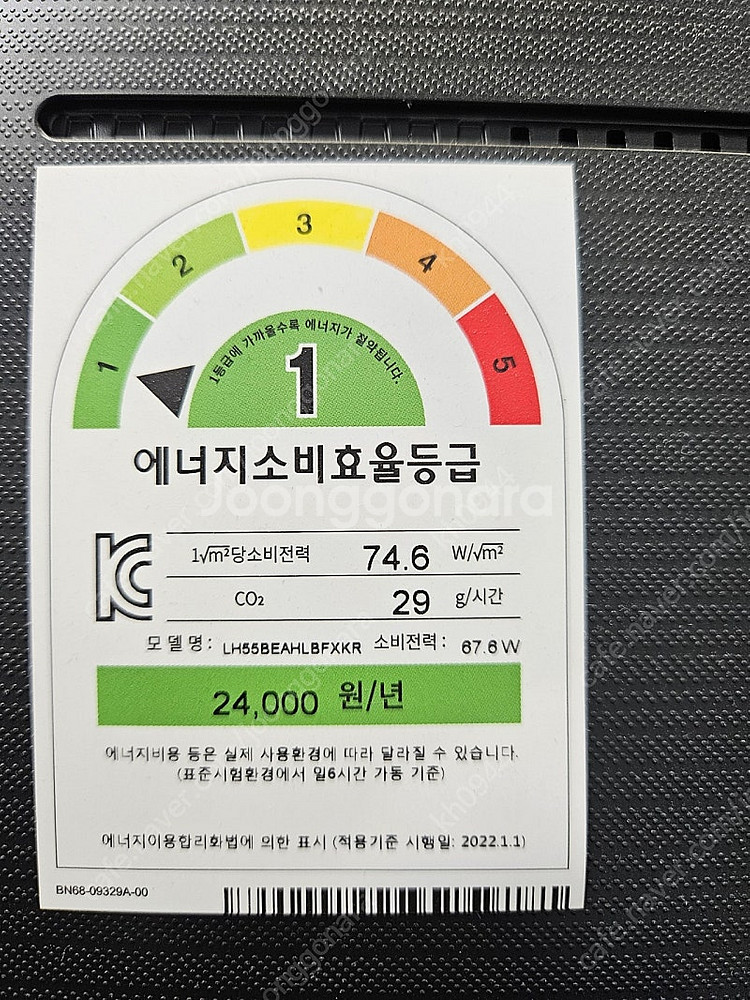 1
2
3
4
5
1등급에 가까울수록 에너지가 절약됩니다.
1
에너지소비효율등급
Joonggonara
1√m²당소비전력 74.6 W/√m²
CO₂ 29 g/시간
모델명: LH55BEAHLBFXKR 소비전력: 67.6W
24,000 원/년
에너지비용 등은 실제 사용환경에 따라 달라질 수 있습니다.
(표준시험환경에서 일6시간 가동 기준)
에너지이용합리화법에 의한 표시 (적용기준 시행일: 2022.1.1)
BN68-09329A-00